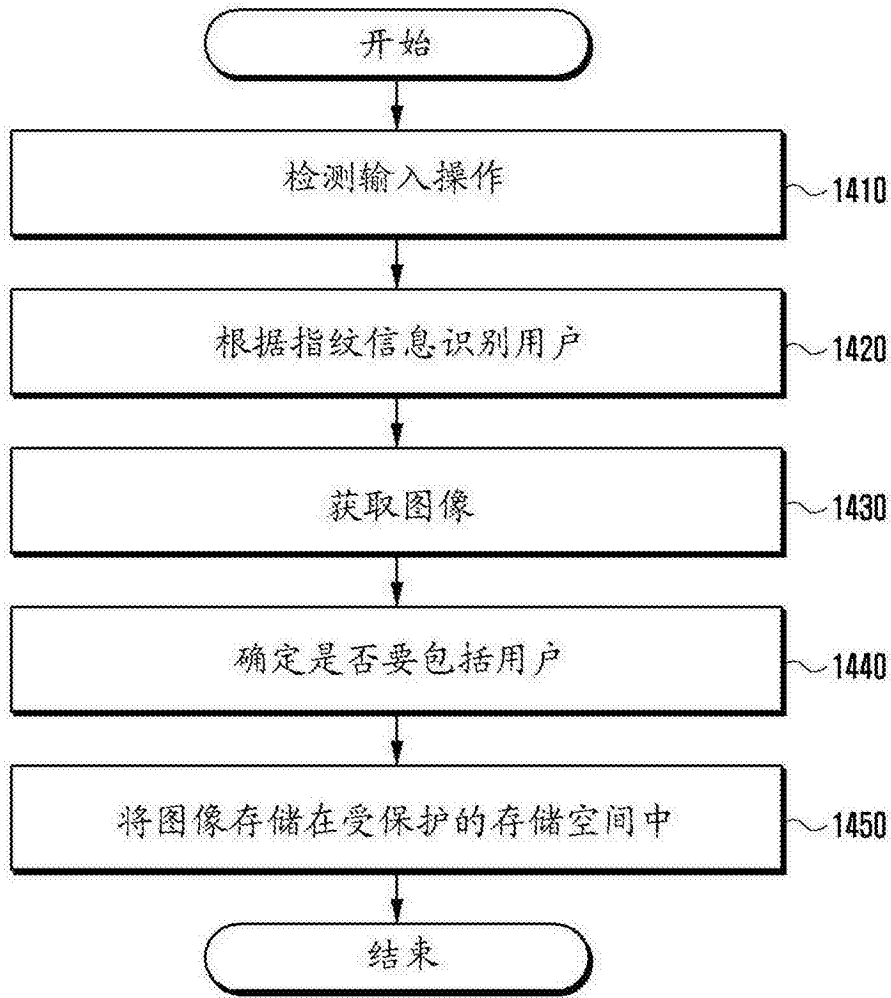 开始
检测输入操作
1410
根据指纹信息识别用户
1420
获取图像
1430
确定是否要包括用户
1440
将图像存储在受保护的存储空间中
1450
结束